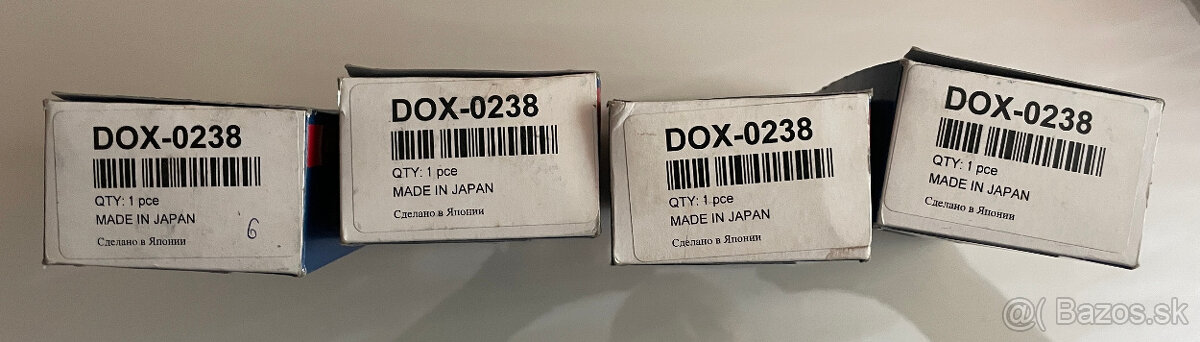 DOX-0238
QTY: 1 pce
MADE IN JAPAN
Сделано в Японии
6
DOX-0238
QTY: 1 pce
MADE IN JAPAN
Сделано в Японии
DOX-0238
QTY: 1 pce
MADE IN JAPAN
Сделано в Японии
DOX-0238
QTY: 1 pce
MADE IN JAPAN
Сделано в Японии
@( Bazos.sk